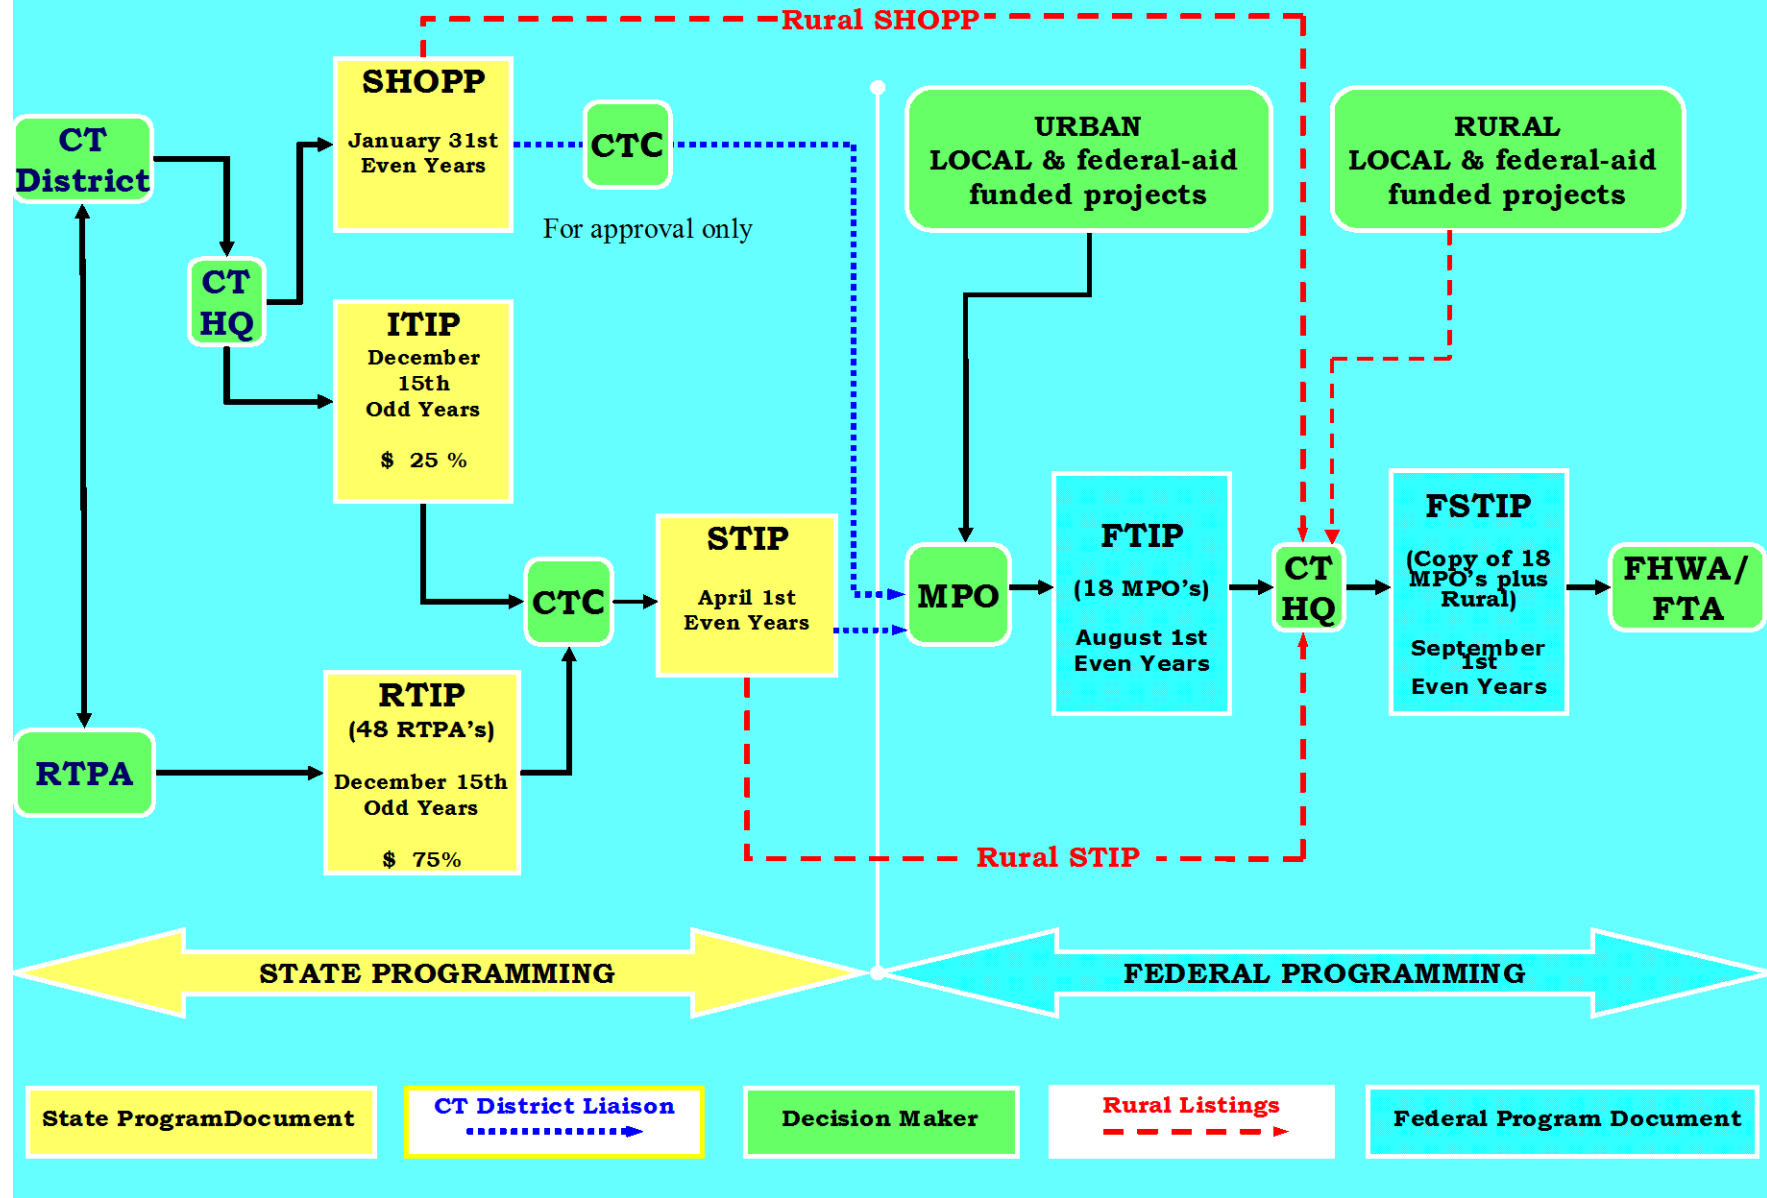 Rural SHOPP
SHOPP
January 31st
Even Years
CTC
For approval only
CT
District
CT
HQ
ITIP
December
15th
Odd Years
$ 25 %
CTC
STIP
April 1st
Even Years
RTPA
RTIP
(48 RTPA's)
December 15th
Odd Years
$ 75%
URBAN
LOCAL & federal-aid
funded projects
RURAL
LOCAL & federal-aid
funded projects
MPO
FTIP
(18 MPO's)
August 1st
Even Years
CT
HQ
FSTIP
(Copy of 18
MPO's plus
Rural)
September
1st
Even Years
FHWA/
FTA
Rural STIP
STATE PROGRAMMING
FEDERAL PROGRAMMING
State ProgramDocument
CT District Liaison
Decision Maker
Rural Listings
Federal Program Document